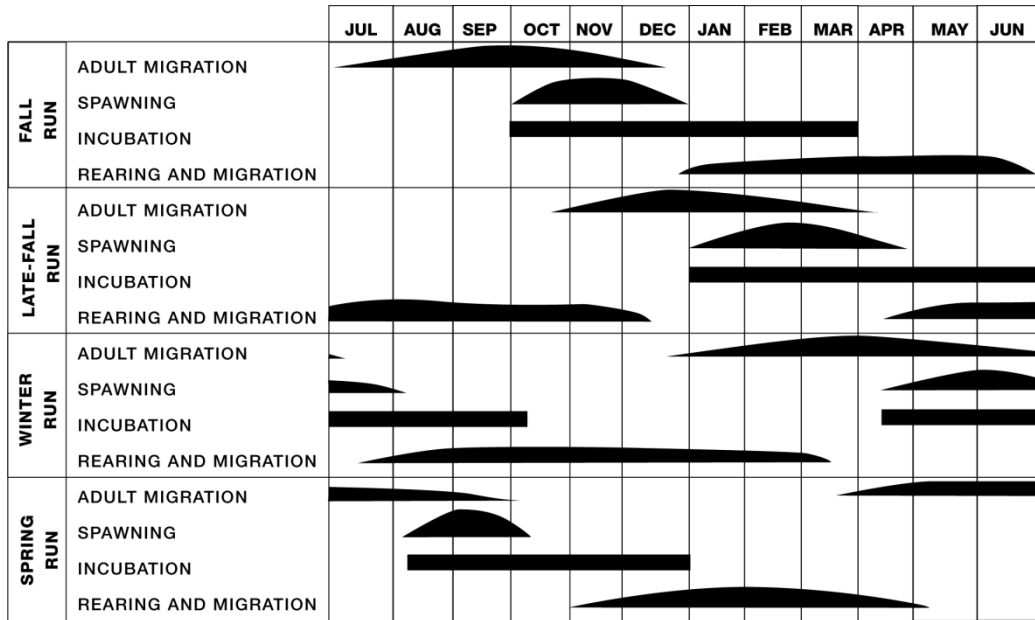 JUL AUG SEP OCT NOV DEC JAN FEB MAR APR MAY JUN
FALL
RUN
ADULT MIGRATION
SPAWNING
INCUBATION
REARING AND MIGRATION
LATE-FALL
RUN
ADULT MIGRATION
SPAWNING
INCUBATION
REARING AND MIGRATION
WINTER
RUN
ADULT MIGRATION
SPAWNING
INCUBATION
REARING AND MIGRATION
SPRING
RUN
ADULT MIGRATION
SPAWNING
INCUBATION
REARING AND MIGRATION